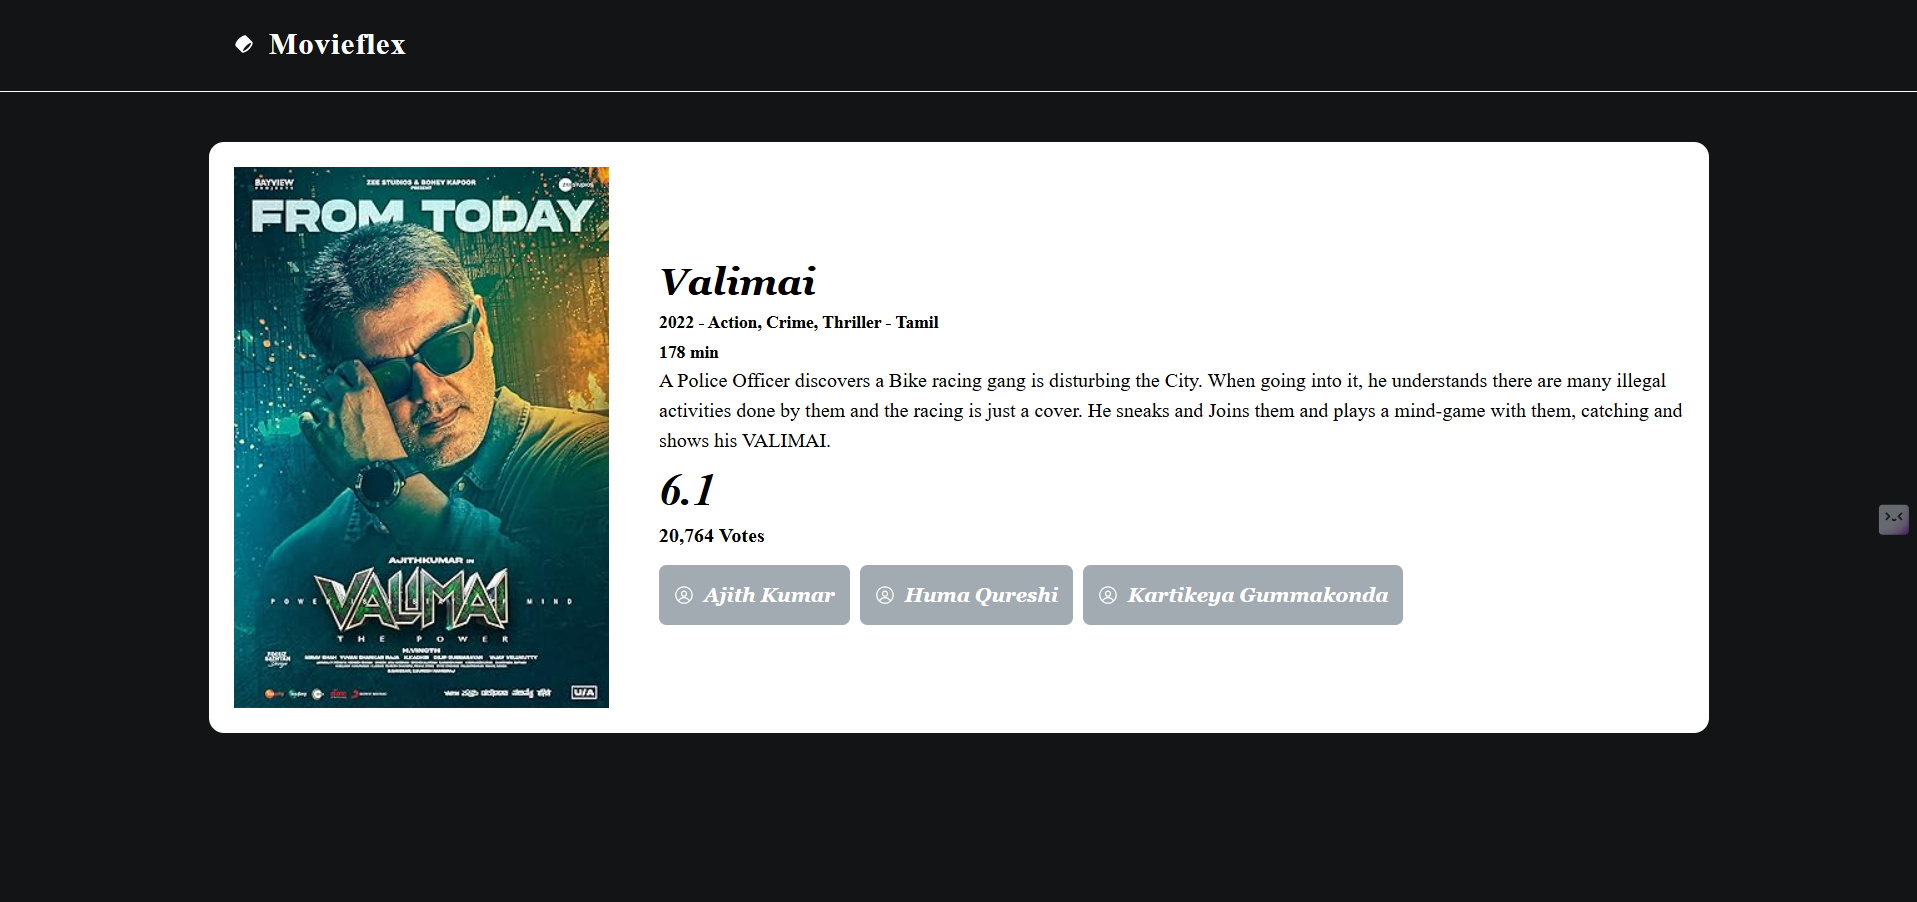 Movieflex
BAYVIEW
PROJECTS
ZEE STUDIOS & BONEY KAPOOR
PRESENT
ZEE STUDIOS
FROM TODAY
AJITHKUMAR IN
VALIMAI
THE POWER
H.VINOTH
U/A
Valimai
2022 - Action, Crime, Thriller - Tamil
178 min
A Police Officer discovers a Bike racing gang is disturbing the City. When going into it, he understands there are many illegal
activities done by them and the racing is just a cover. He sneaks and Joins them and plays a mind-game with them, catching and
shows his VALIMAI.
6.1
20,764 Votes
Ajith Kumar
Huma Qureshi
Kartikeya Gummakonda